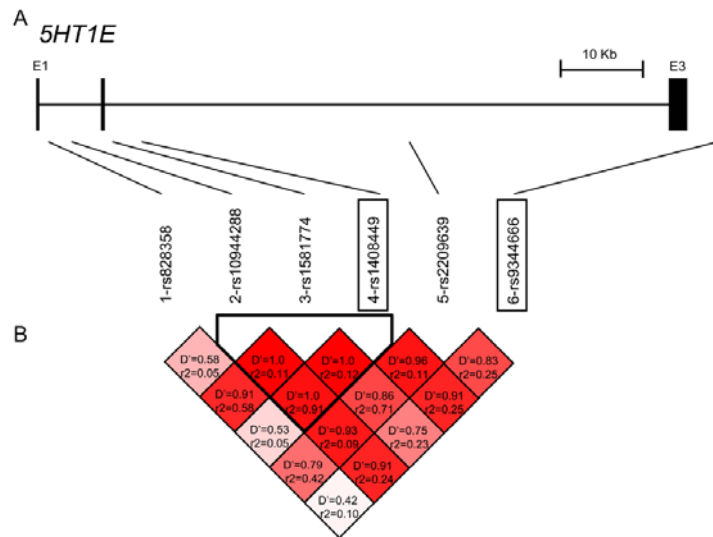 A
5HT1E
E1
10 Kb
E3
1-rs828358
2-rs10944288
3-rs1581774
4-rs1408449
5-rs2209639
6-rs9344666
B
D'=0.58
r2=0.05
D'=1.0
r2=0.11
D'=1.0
r2=0.12
D'=0.96
r2=0.11
D'=0.83
r2=0.25
D'=0.91
r2=0.58
D'=1.0
r2=0.91
D'=0.86
r2=0.71
D'=0.91
r2=0.25
D'=0.53
r2=0.05
D'=0.93
r2=0.09
D'=0.75
r2=0.23
D'=0.79
r2=0.42
D'=0.91
r2=0.24
D'=0.42
r2=0.10